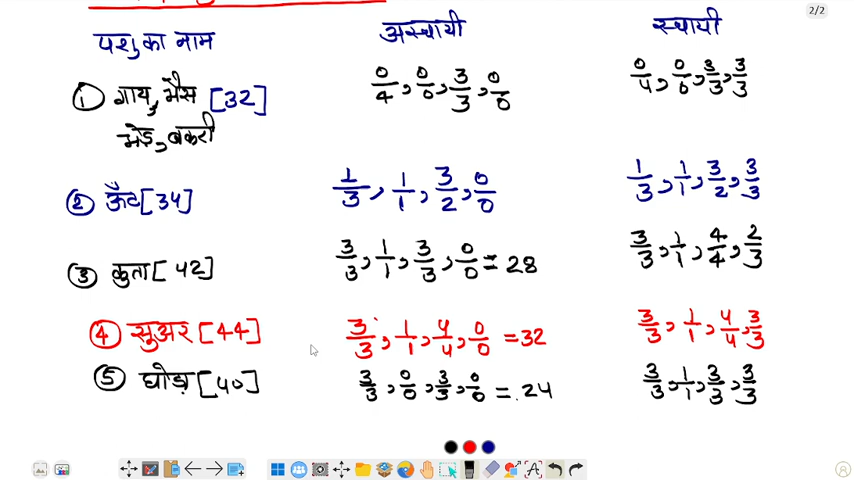 2/2
पशु का नाम अस्थायी स्थायी
① गाय, भैंस [32] 0/4, 0/0, 3/3, 0/0 0/4, 0/0, 3/3, 3/3
भेड़, बकरी
② ऊँट [34] 1/3, 1/1, 3/2, 0/0 1/3, 1/1, 3/2, 3/3
③ कुत्ता [42] 3/3, 1/1, 3/3, 0/0 = 28 3/3, 1/1, 4/4, 2/3
④ सुअर [44] 3/3, 1/1, 4/4, 0/0 = 32 3/3, 1/1, 4/4, 3/3
⑤ घोड़ा [40] 3/3, 0/0, 3/3, 0/0 = 24 3/3, 1/1, 3/3, 3/3